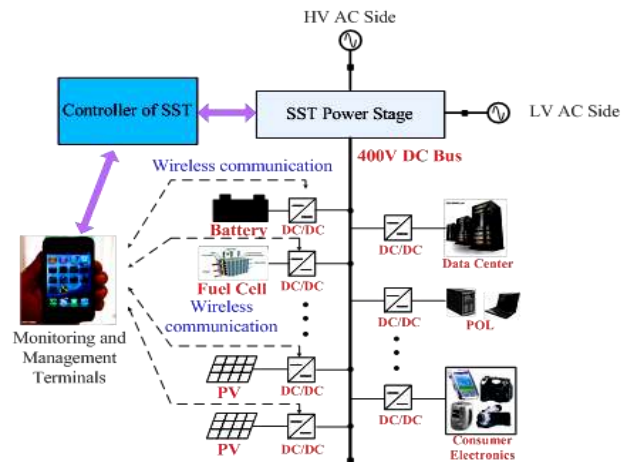 HV AC Side
Controller of SST
SST Power Stage
LV AC Side
400V DC Bus
Wireless communication
Battery
DC/DC
DC/DC
Data Center
Fuel Cell
DC/DC
Wireless
communication
DC/DC
POL
Monitoring and
Management
Terminals
PV
DC/DC
DC/DC
Consumer
Electronics
PV
DC/DC